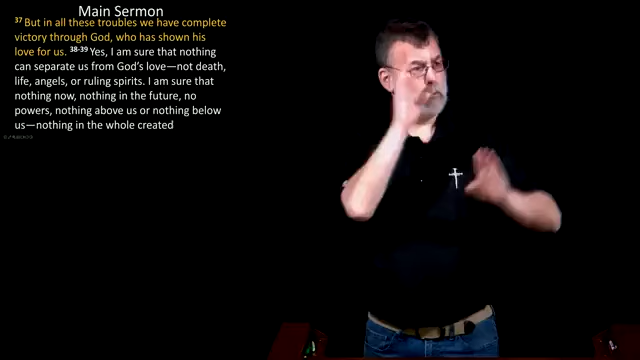 Main Sermon
37 But in all these troubles we have complete
victory through God, who has shown his
love for us. 38-39 Yes, I am sure that nothing
can separate us from God’s love—not death,
life, angels, or ruling spirits. I am sure that
nothing now, nothing in the future, no
powers, nothing above us or nothing below
us—nothing in the whole created